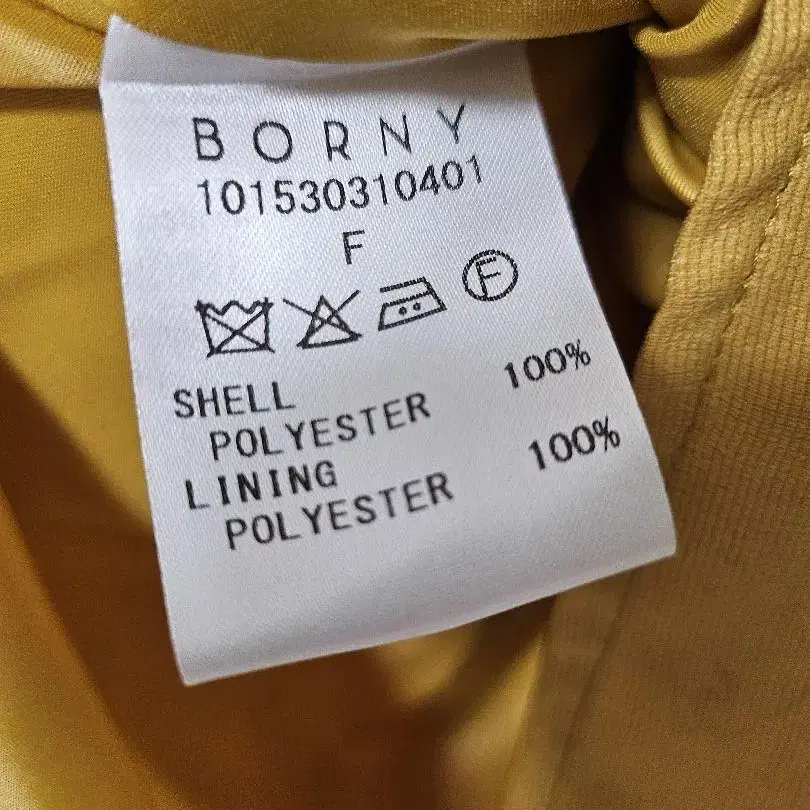 BORNY
101530310401
F
F
SHELL
POLYESTER 100%
LINING
POLYESTER 100%